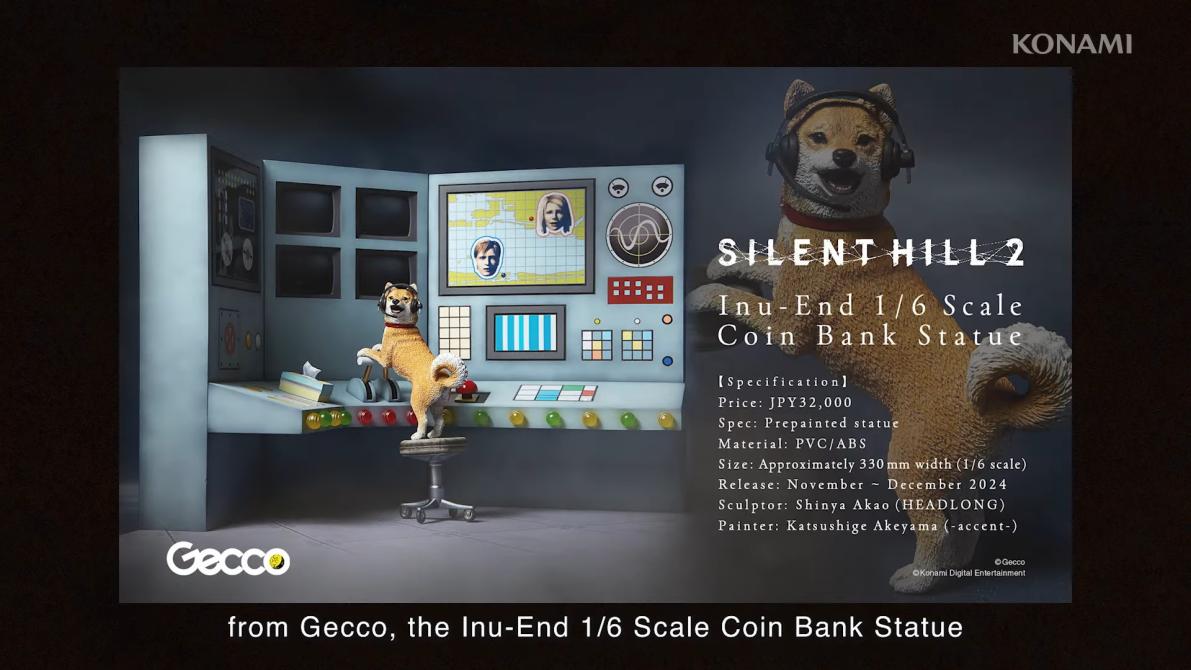 KONAMI
SILENT HILL 2
Inu-End 1/6 Scale
Coin Bank Statue
【Specification】
Price: JPY32,000
Spec: Prepainted statue
Material: PVC/ABS
Size: Approximately 330mm width (1/6 scale)
Release: November ~ December 2024
Sculptor: Shinya Akao (HEADLONG)
Painter: Katsushige Akeyama (-accent-)
Gecco
©Gecco
©Konami Digital Entertainment
from Gecco, the Inu-End 1/6 Scale Coin Bank Statue